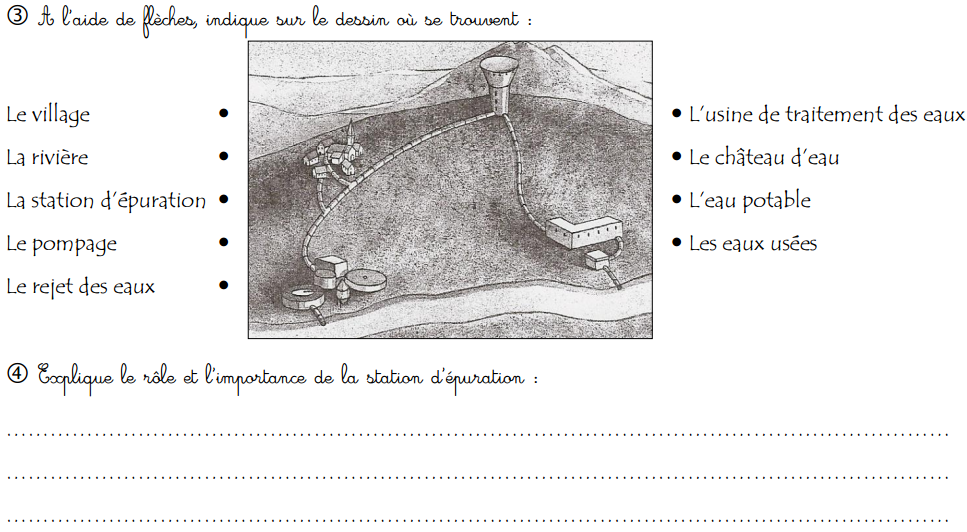 ③ A l'aide de flèches, indique sur le dessin où se trouvent :
Le village •
La rivière •
La station d'épuration •
Le pompage •
Le rejet des eaux •
• L'usine de traitement des eaux
• Le château d'eau
• L'eau potable
• Les eaux usées
④ Explique le rôle et l'importance de la station d'épuration :